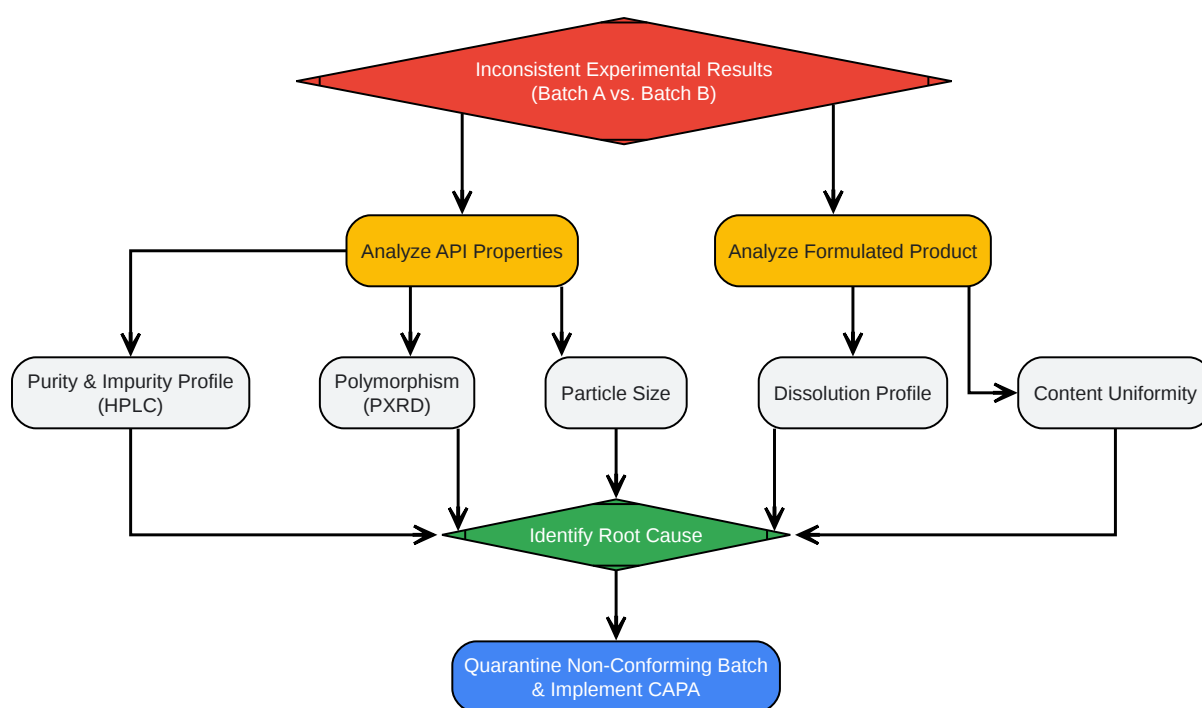 Inconsistent Experimental Results
(Batch A vs. Batch B)
Analyze API Properties
Analyze Formulated Product
Purity & Impurity Profile
(HPLC)
Polymorphism
(PXRD)
Particle Size
Dissolution Profile
Content Uniformity
Identify Root Cause
Quarantine Non-Conforming Batch
& Implement CAPA